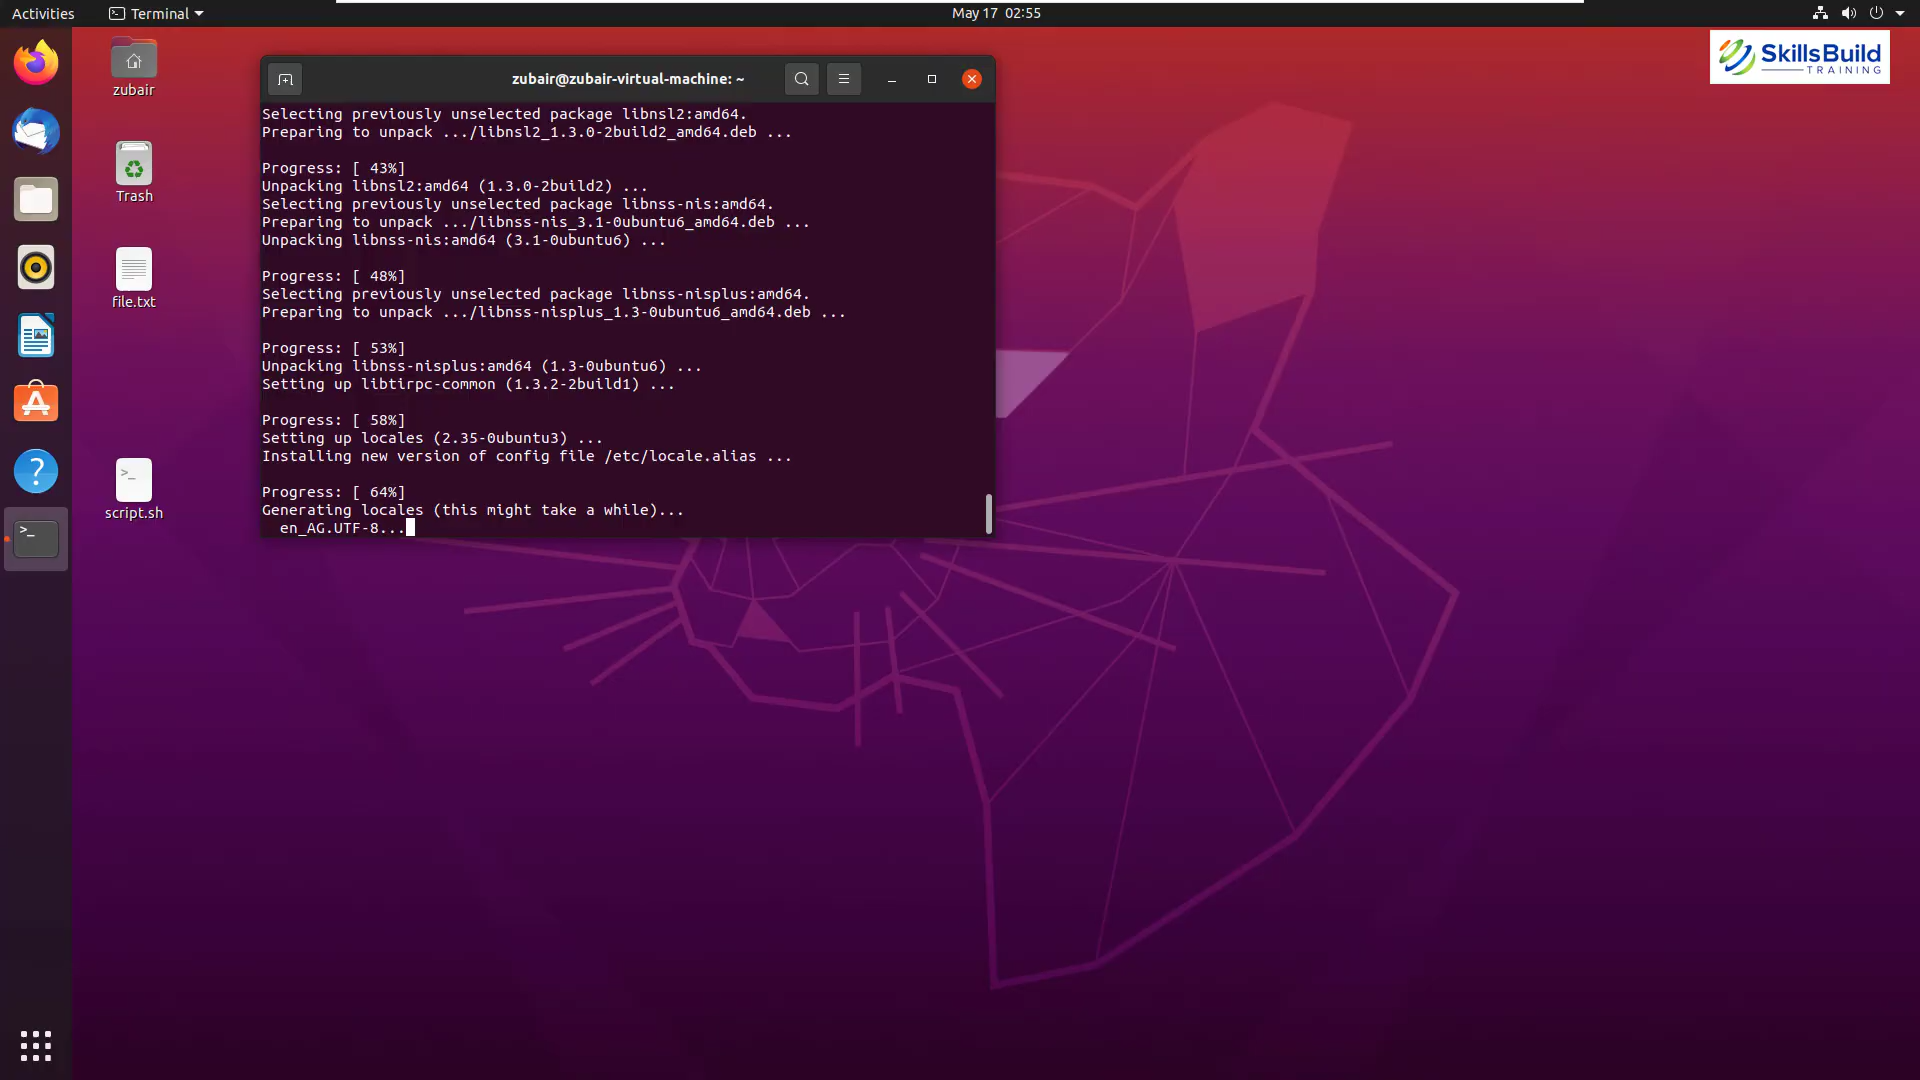 Activities
Terminal
May 17 02:55
SkillsBuild
TRAINING
zubair
Trash
file.txt
script.sh
zubair@zubair-virtual-machine: ~
Selecting previously unselected package libnsl2:amd64.
Preparing to unpack .../libnsl2_1.3.0-2build2_amd64.deb ...
Progress: [ 43%]
Unpacking libnsl2:amd64 (1.3.0-2build2) ...
Selecting previously unselected package libnss-nis:amd64.
Preparing to unpack .../libnss-nis_3.1-0ubuntu6_amd64.deb ...
Unpacking libnss-nis:amd64 (3.1-0ubuntu6) ...
Progress: [ 48%]
Selecting previously unselected package libnss-nisplus:amd64.
Preparing to unpack .../libnss-nisplus_1.3-0ubuntu6_amd64.deb ...
Progress: [ 53%]
Unpacking libnss-nisplus:amd64 (1.3-0ubuntu6) ...
Setting up libtirpc-common (1.3.2-2build1) ...
Progress: [ 58%]
Setting up locales (2.35-0ubuntu3) ...
Installing new version of config file /etc/locale.alias ...
Progress: [ 64%]
Generating locales (this might take a while)...
en_AG.UTF-8...